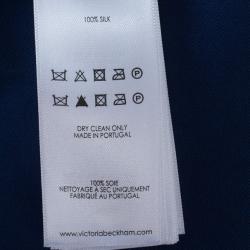 100% SILK
P
P
DRY CLEAN ONLY
MADE IN PORTUGAL
100% SOIE
NETTOYAGE A SEC UNIQUEMENT
FABRIQUÉ AU PORTUGAL
www.victoriabeckham.com